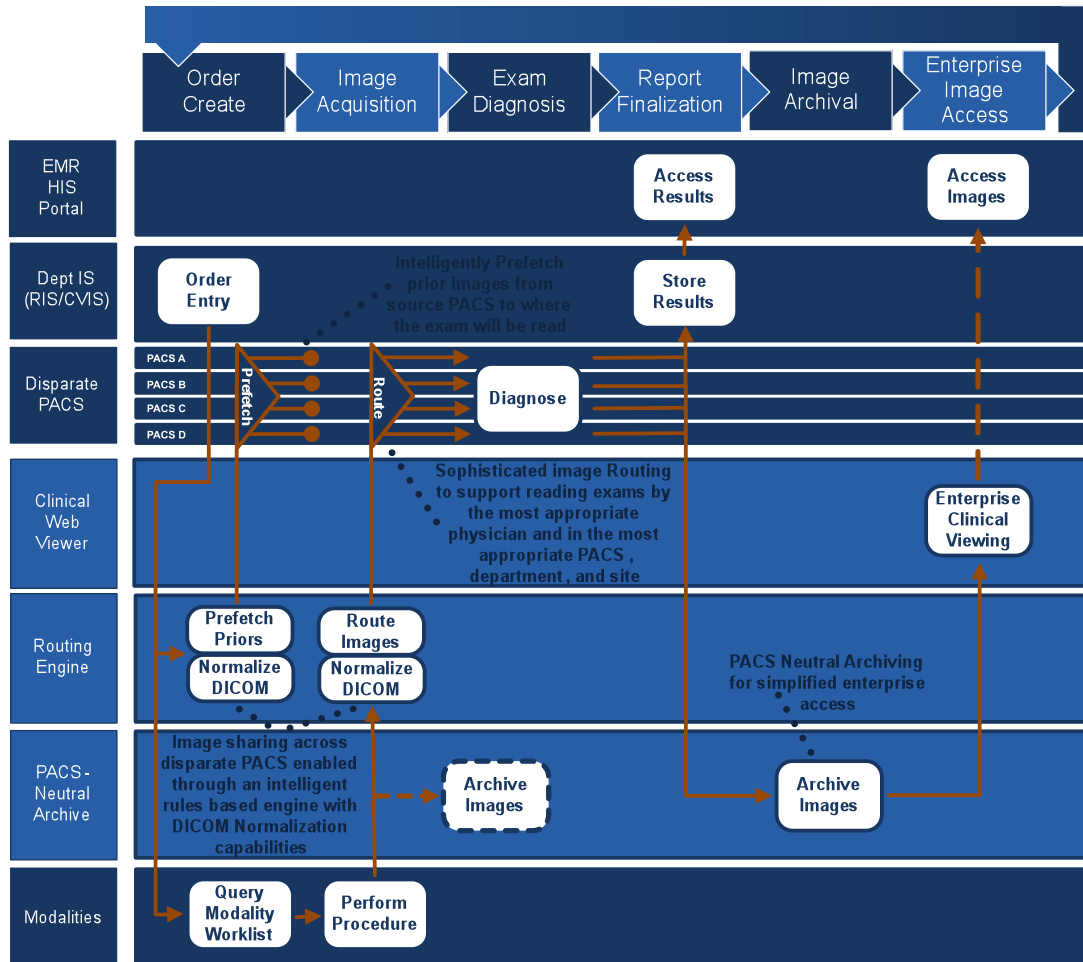 Order
Create
Image
Acquisition
Exam
Diagnosis
Report
Finalization
Image
Archival
Enterprise
Image
Access
EMR
HIS
Portal
Access
Results
Access
Images
Dept IS
(RIS/CVIS)
Order
Entry
Intelligently Prefetch
prior images from
source PACS to where
the exam will be read
Store
Results
Disparate
PACS
PACS A
PACS B
PACS C
PACS D
Prefetch
Route
Diagnose
Clinical
Web
Viewer
Sophisticated image Routing
to support reading exams by
the most appropriate
physician and in the most
appropriate PACS ,
department , and site
Enterprise
Clinical
Viewing
Routing
Engine
Prefetch
Priors
Normalize
DICOM
Route
Images
Normalize
DICOM
PACS Neutral Archiving
for simplified enterprise
access
PACS -
Neutral
Archive
Image sharing across
disparate PACS enabled
through an intelligent
rules based engine with
DICOM Normalization
capabilities
Archive
Images
Archive
Images
Modalities
Query
Modality
Worklist
Perform
Procedure